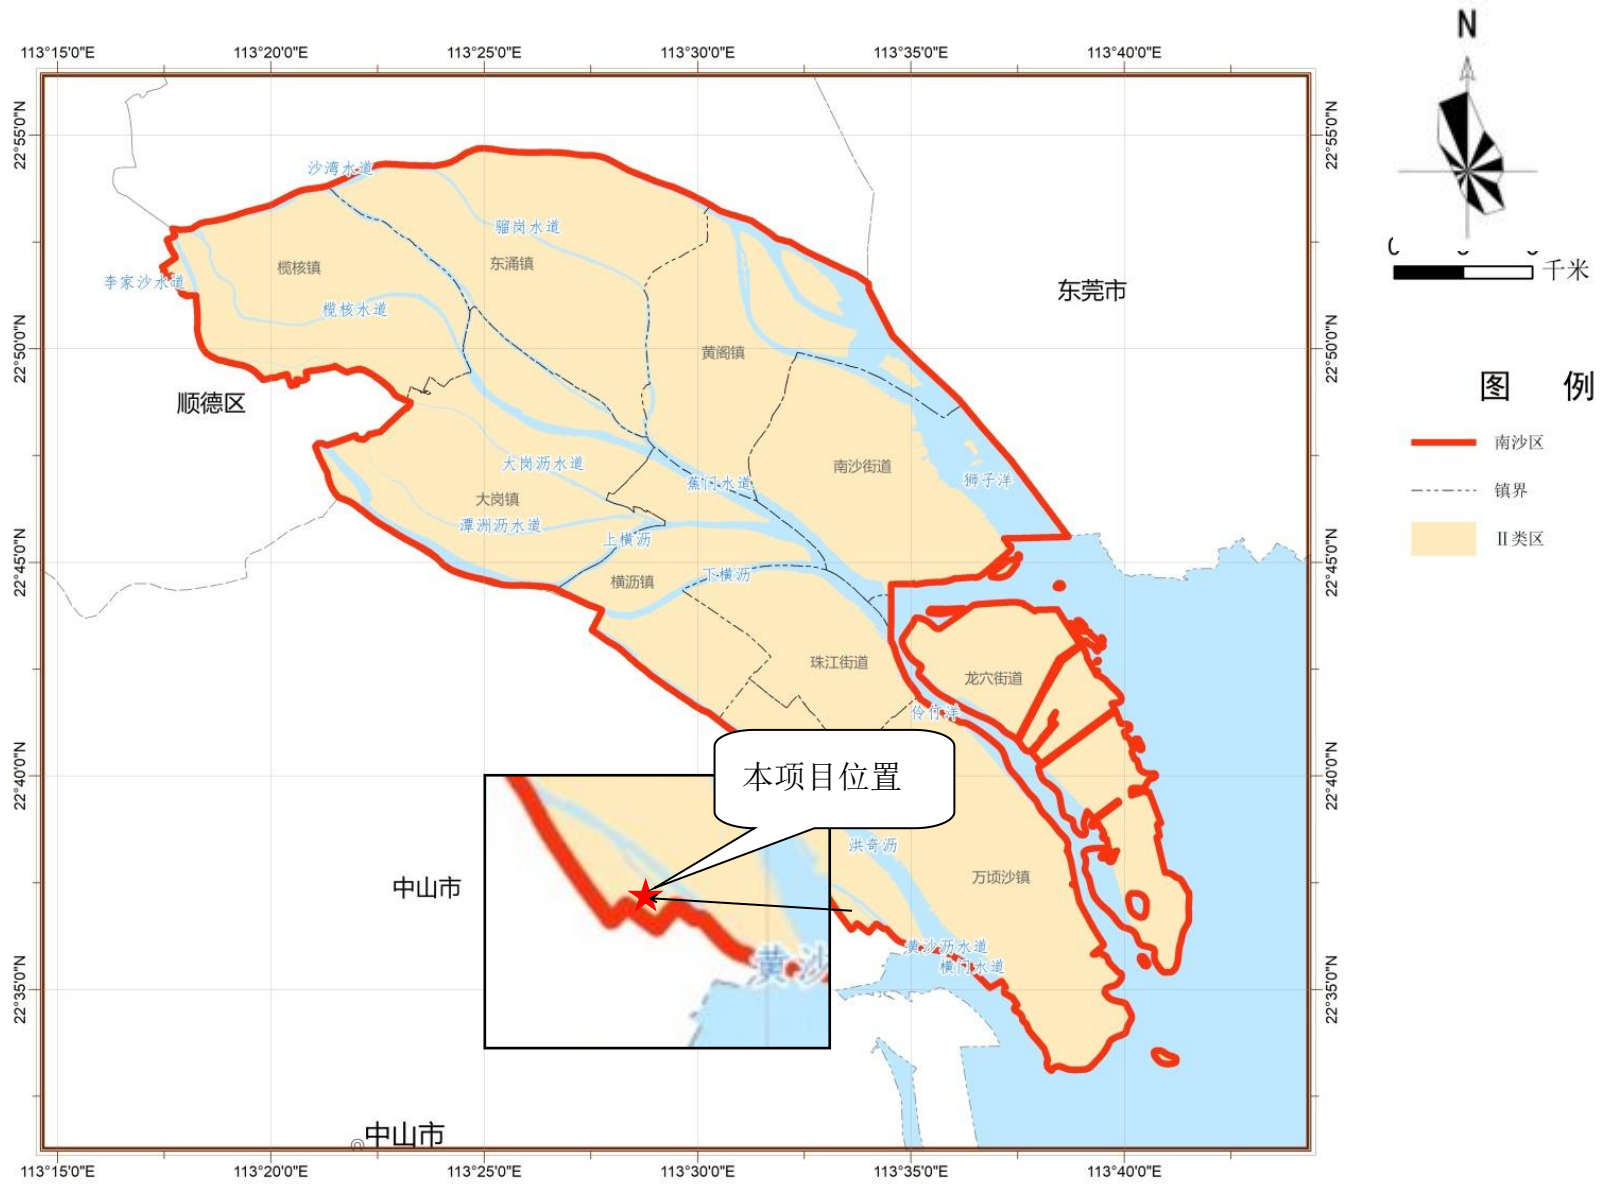 N
113°15'0"E 113°20'0"E 113°25'0"E 113°30'0"E 113°35'0"E 113°40'0"E
22°55'0"N
22°55'0"N
沙湾水道
骝岗水道
榄核镇
东涌镇
李家沙水道
榄核水道
东莞市
千米
22°50'0"N
22°50'0"N
黄阁镇
顺德区
图 例
南沙区
镇界
II类区
大岗沥水道
南沙街道
蕉门水道
狮子洋
大岗镇
潭洲沥水道
上横沥
22°45'0"N
22°45'0"N
横沥镇
下横沥
珠江街道
龙穴街道
伶仃洋
22°40'0"N
22°40'0"N
本项目位置
洪奇沥
中山市
万顷沙镇
黄沙沥水道
横门水道
黄沙
22°35'0"N
22°35'0"N
中山市
113°15'0"E 113°20'0"E 113°25'0"E 113°30'0"E 113°35'0"E 113°40'0"E